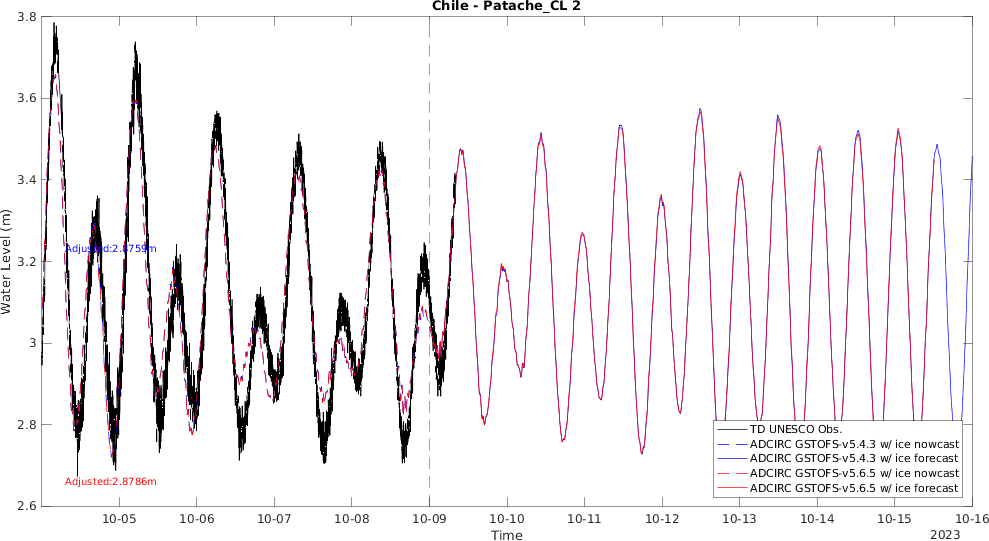 Chile - Patache_CL 2
Water Level (m)
3.8
3.6
3.4
3.2
3
2.8
2.6
Adjusted:2.8759m
Adjusted:2.8786m
TD UNESCO Obs.
ADCIRC GSTOFS-v5.4.3 w/ ice nowcast
ADCIRC GSTOFS-v5.4.3 w/ ice forecast
ADCIRC GSTOFS-v5.6.5 w/ ice nowcast
ADCIRC GSTOFS-v5.6.5 w/ ice forecast
10-05 10-06 10-07 10-08 10-09 10-10 10-11 10-12 10-13 10-14 10-15 10-16
Time
2023